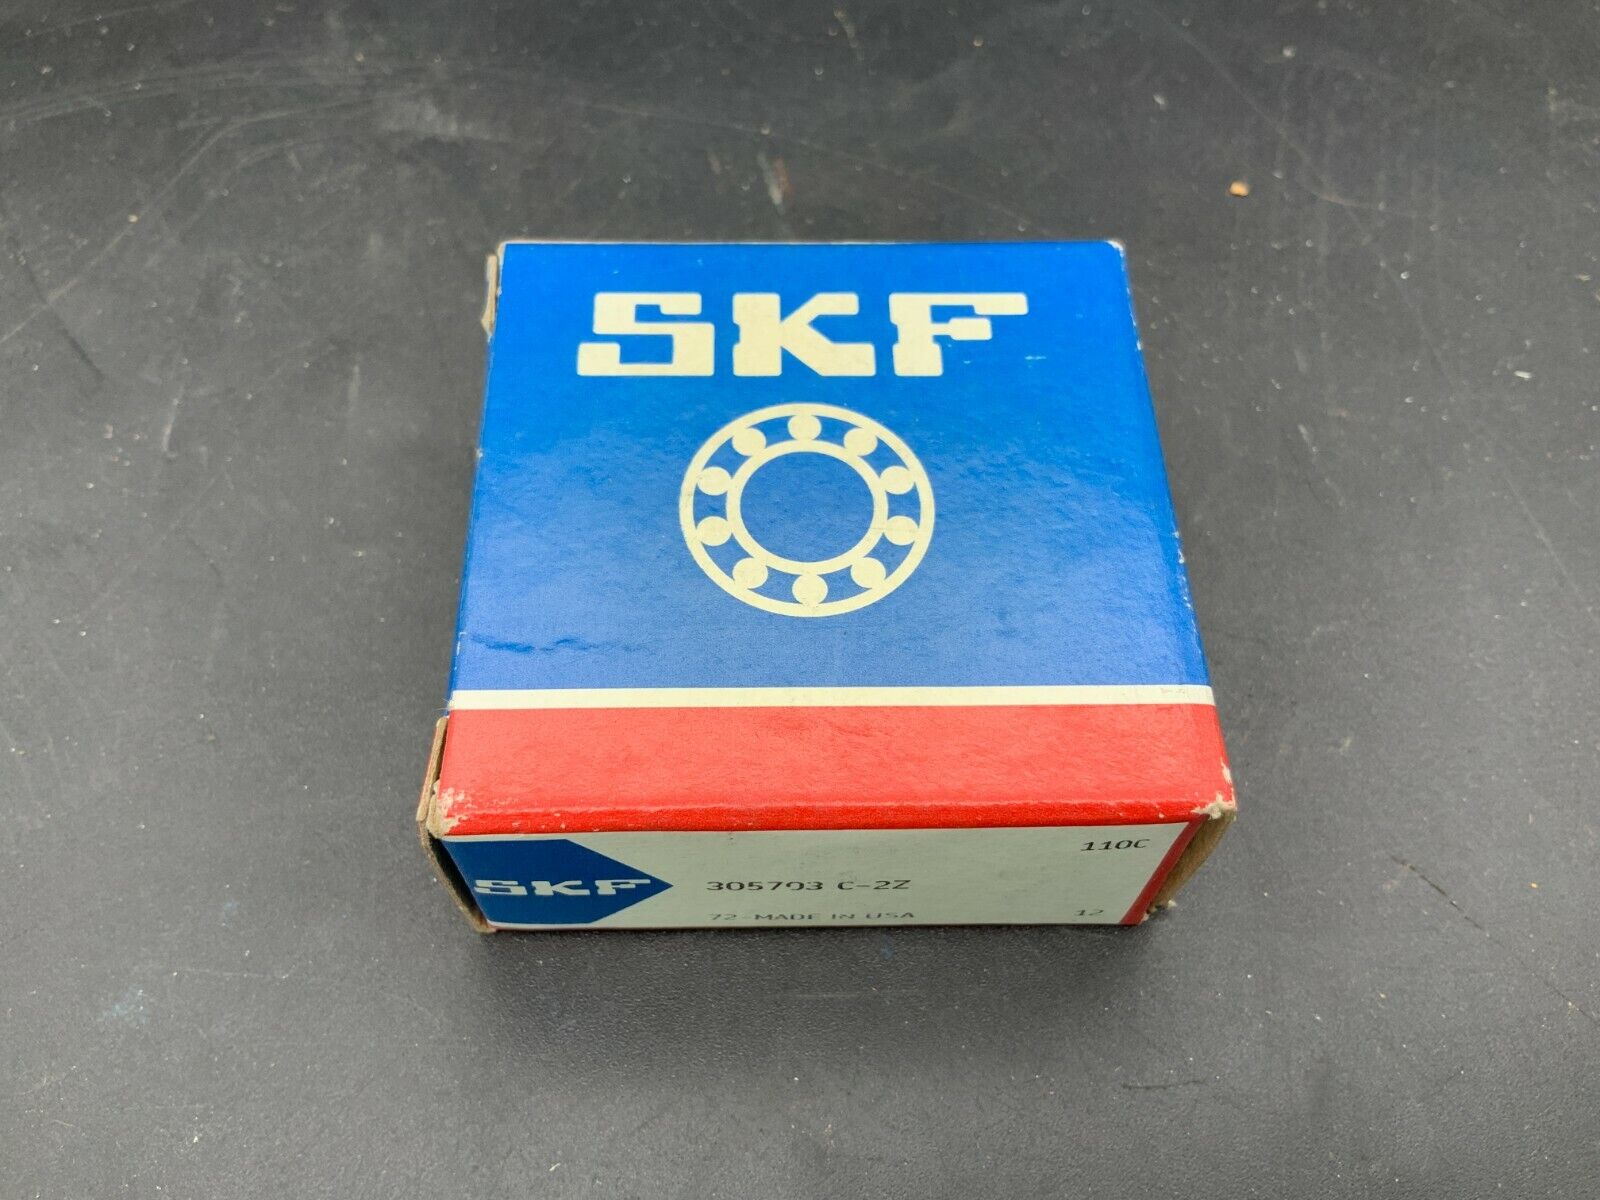 SKF
110C
SKF
305703 C-2Z
72-MADE IN USA
12